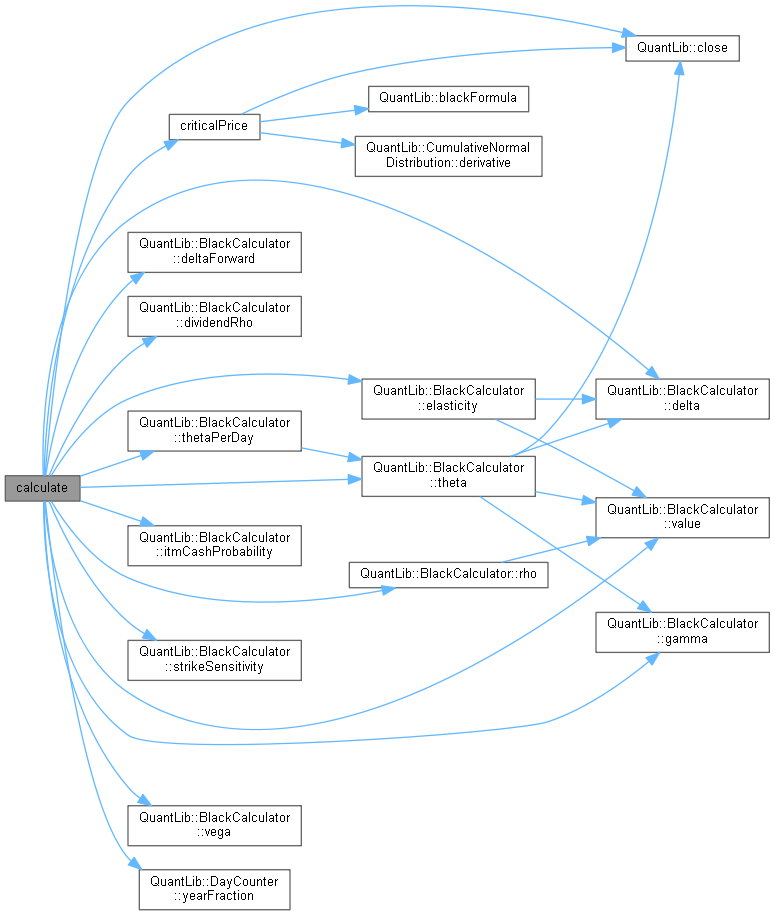 QuantLib::close
QuantLib::blackFormula
criticalPrice
QuantLib::CumulativeNormal
Distribution::derivative
QuantLib::BlackCalculator
::deltaForward
QuantLib::BlackCalculator
::dividendRho
QuantLib::BlackCalculator
::elasticity
QuantLib::BlackCalculator
::delta
QuantLib::BlackCalculator
::thetaPerDay
QuantLib::BlackCalculator
::theta
calculate
QuantLib::BlackCalculator
::value
QuantLib::BlackCalculator
::itmCashProbability
QuantLib::BlackCalculator::rho
QuantLib::BlackCalculator
::gamma
QuantLib::BlackCalculator
::strikeSensitivity
QuantLib::BlackCalculator
::vega
QuantLib::DayCounter
::yearFraction